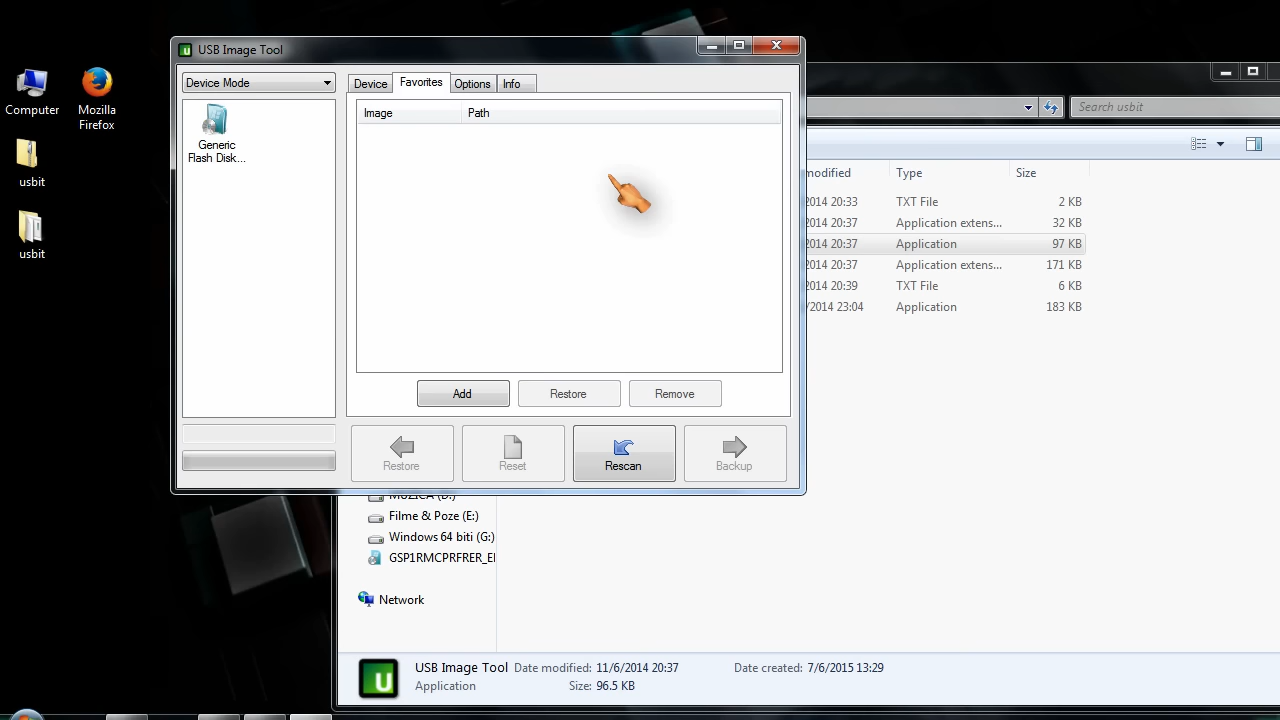 Computer
Mozilla
Firefox
usbit
usbit
USB Image Tool
Device Mode
Generic
Flash Disk...
Device
Favorites
Options
Info
Image
Path
Add
Restore
Remove
Restore
Reset
Rescan
Backup
Search usbit
modified
Type
Size
2014 20:33
TXT File
2 KB
2014 20:37
Application extens...
32 KB
2014 20:37
Application
97 KB
2014 20:37
Application extens...
171 KB
2014 20:39
TXT File
6 KB
/2014 23:04
Application
183 KB
MUZICA (D:)
Filme & Poze (E:)
Windows 64 biti (G:)
GSP1RMCPRFRER_E
Network
USB Image Tool
Date modified: 11/6/2014 20:37
Date created: 7/6/2015 13:29
Application
Size: 96.5 KB